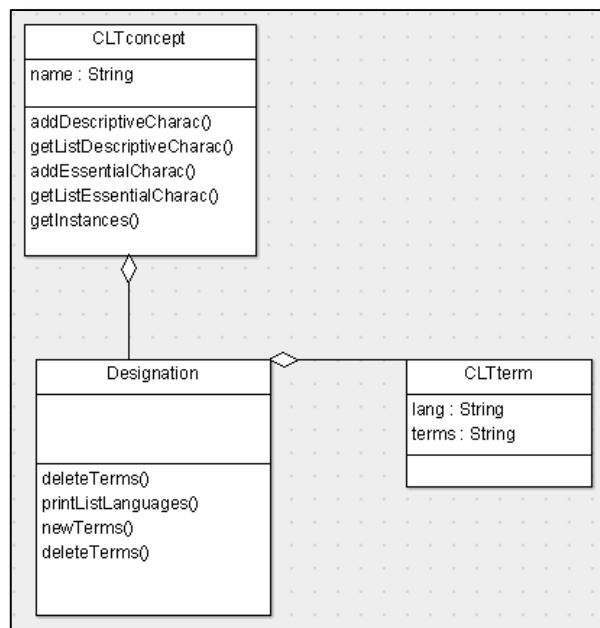 CLTconcept
name : String
addDescriptiveCharac()
getListDescriptiveCharac()
addEssentialCharac()
getListEssentialCharac()
getInstances()
Designation
deleteTerms()
printListLanguages()
newTerms()
deleteTerms()
CLTterm
lang : String
terms : String